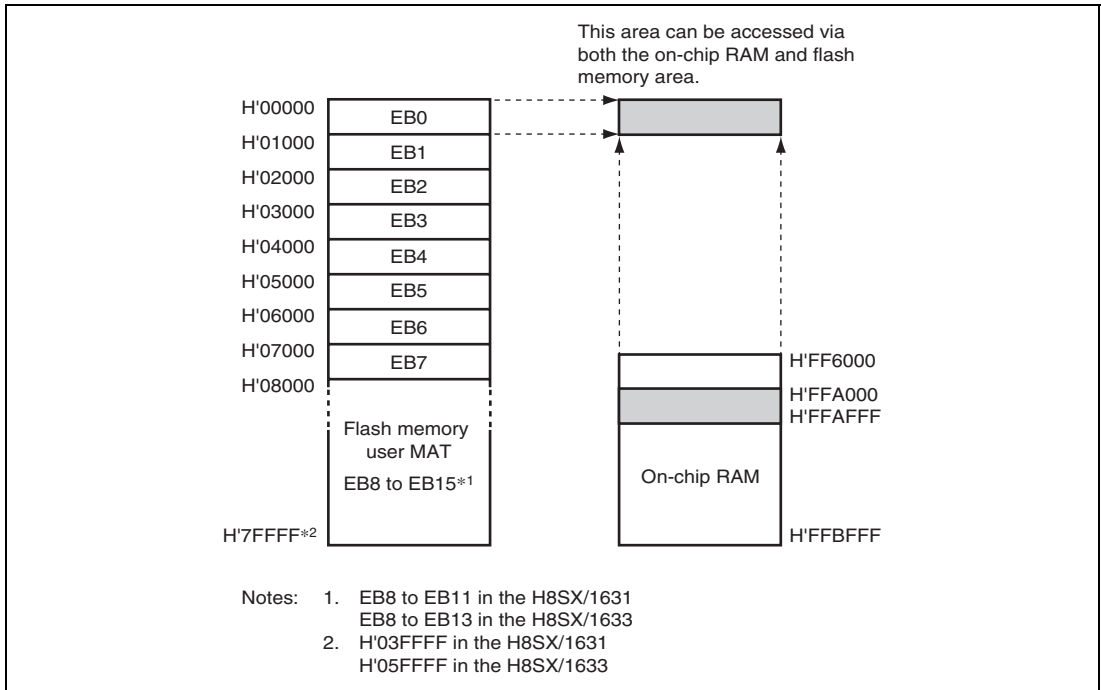 This area can be accessed via
both the on-chip RAM and flash
memory area.
H'00000
EB0
H'01000
EB1
H'02000
EB2
H'03000
EB3
H'04000
EB4
H'05000
EB5
H'06000
EB6
H'07000
EB7
H'08000
Flash memory
user MAT
EB8 to EB15*1
H'7FFFF*2
H'FF6000
H'FFA000
H'FFAFFF
On-chip RAM
H'FFBFFF
Notes: 1. EB8 to EB11 in the H8SX/1631
EB8 to EB13 in the H8SX/1633
2. H'03FFFF in the H8SX/1631
H'05FFFF in the H8SX/1633